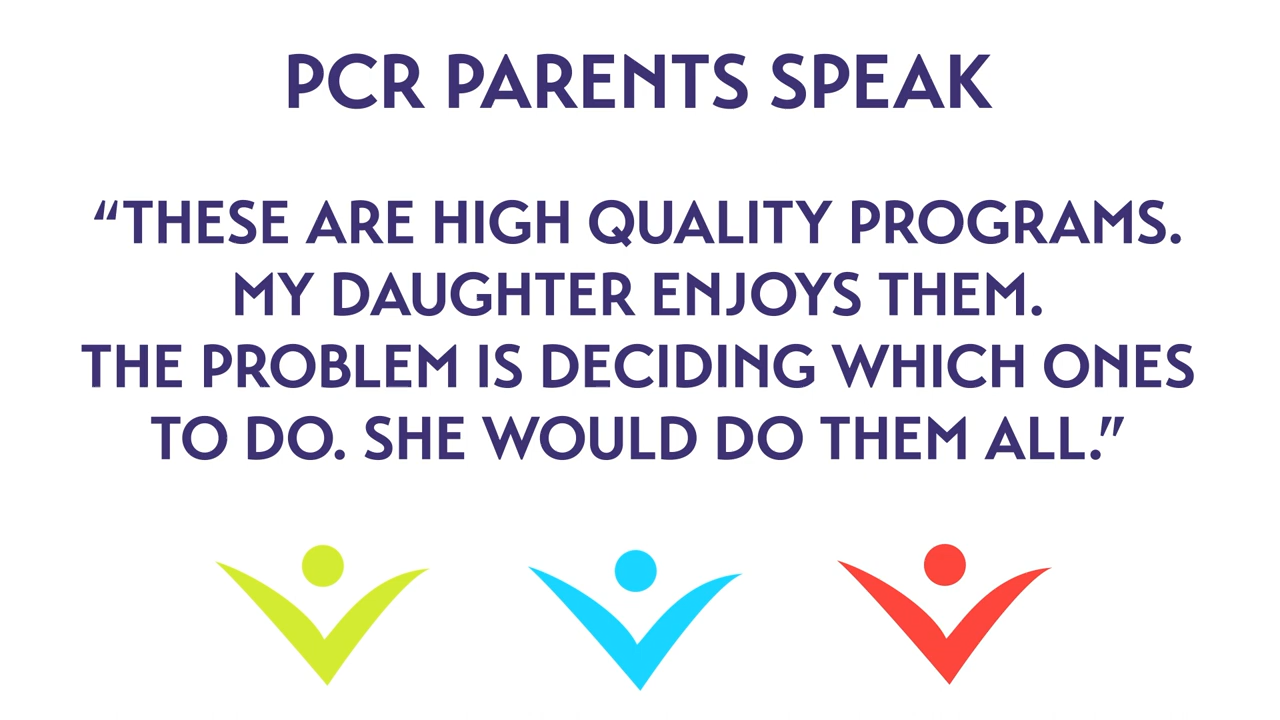 PCR PARENTS SPEAK
“THESE ARE HIGH QUALITY PROGRAMS.
MY DAUGHTER ENJOYS THEM.
THE PROBLEM IS DECIDING WHICH ONES
TO DO. SHE WOULD DO THEM ALL.”